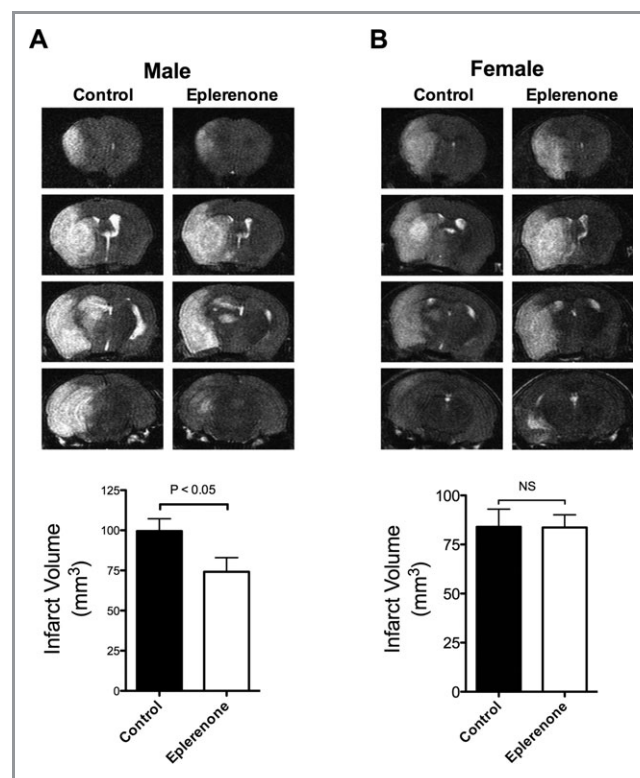 A
Male
Control Eplerenone
P < 0.05
125
100
75
50
25
0
Infarct Volume
(mm³)
Control
Eplerenone
B
Female
Control Eplerenone
NS
100
75
50
25
0
Infarct Volume
(mm³)
Control
Eplerenone